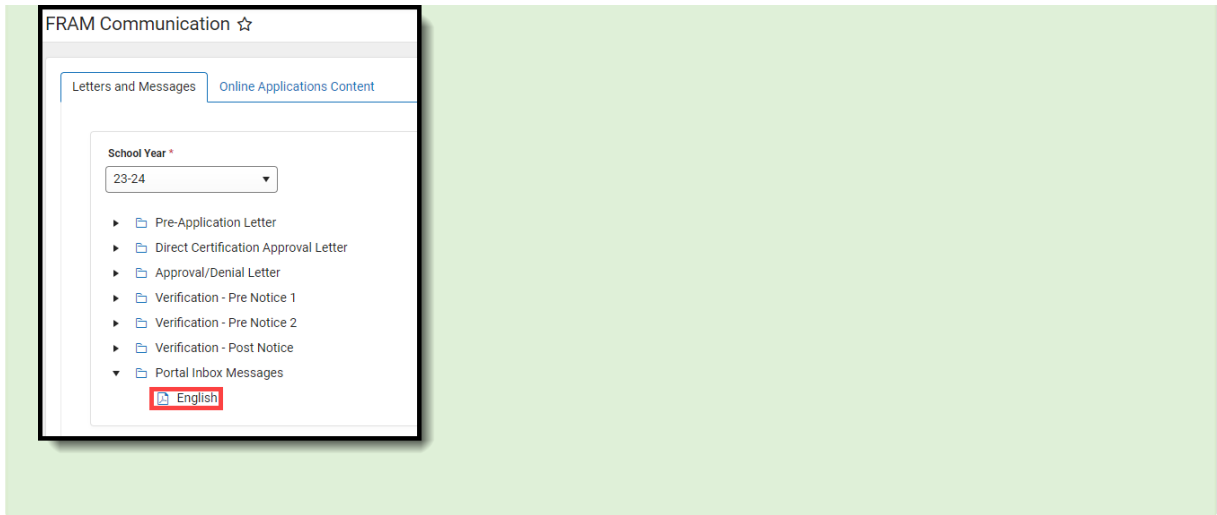 FRAM Communication
Letters and Messages Online Applications Content
School Year *
23-24
Pre-Application Letter
Direct Certification Approval Letter
Approval/Denial Letter
Verification - Pre Notice 1
Verification - Pre Notice 2
Verification - Post Notice
Portal Inbox Messages
English